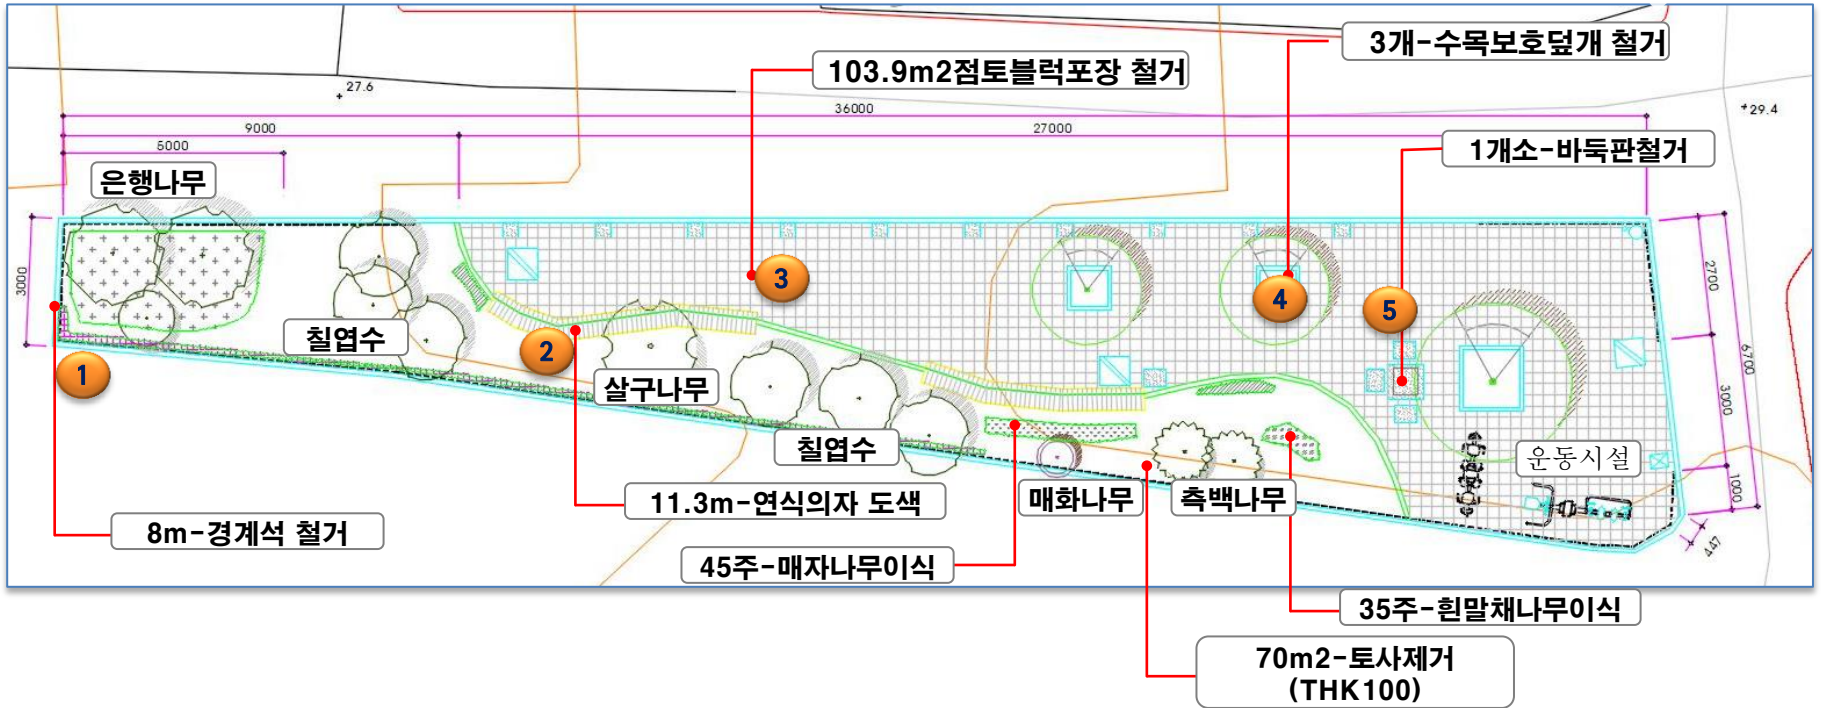 3개-수목보호덮개 철거
103.9m2점토블럭포장 철거
27.6
36000
29.4
9000
27000
5000
1개소-바둑판철거
은행나무
3000
2700
3
4
5
칠엽수
2
1
살구나무
6700
3000
칠엽수
운동시설
1000
11.3m-연식의자 도색
매화나무
측백나무
8m-경계석 철거
447
45주-매자나무이식
35주-흰말채나무이식
70m2-토사제거
(THK100)